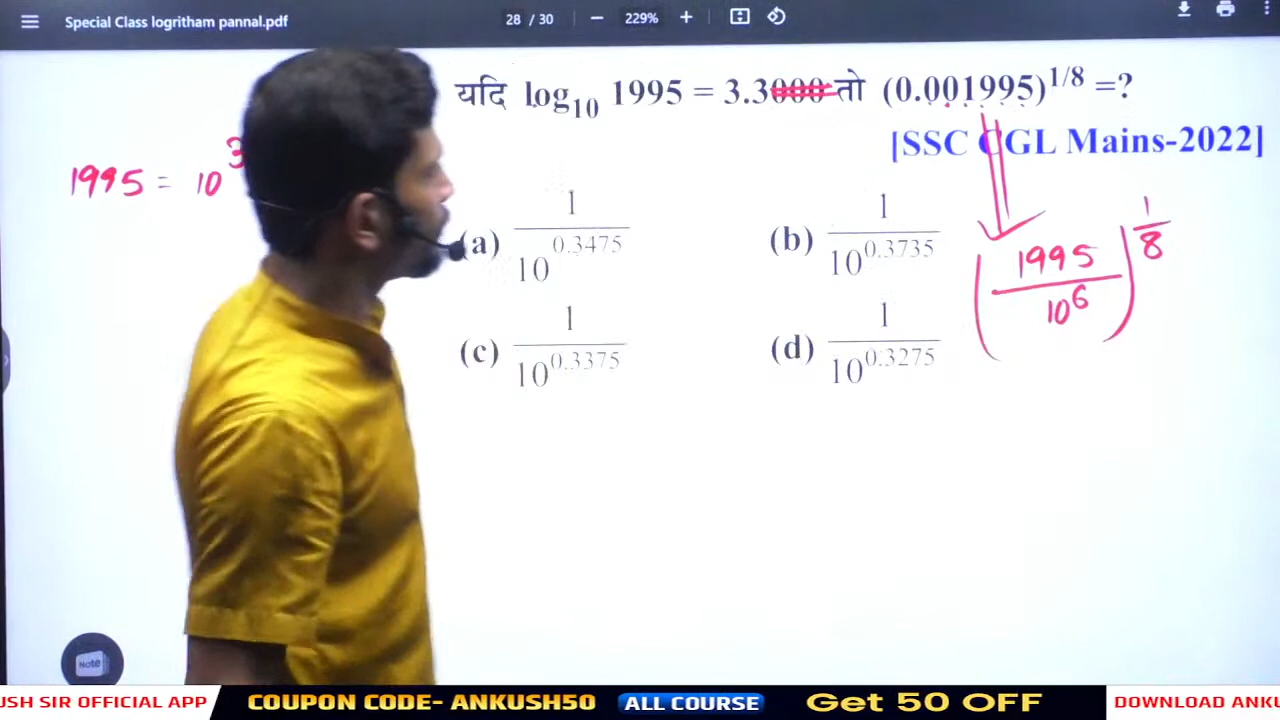 Special Class logritham pannal.pdf
28 / 30
229%
यदि log₁₀ 1995 = 3.3000 तो (0.001995)^1/8 =?
[SSC CGL Mains-2022]
1995 = 10^3
(a) 1/10^0.3475
(b) 1/10^0.3735
(1995/10^6)^1/8
(c) 1/10^0.3375
(d) 1/10^0.3275
Note
USH SIR OFFICIAL APP
COUPON CODE- ANKUSH50
ALL COURSE
Get 50 OFF
DOWNLOAD ANKU